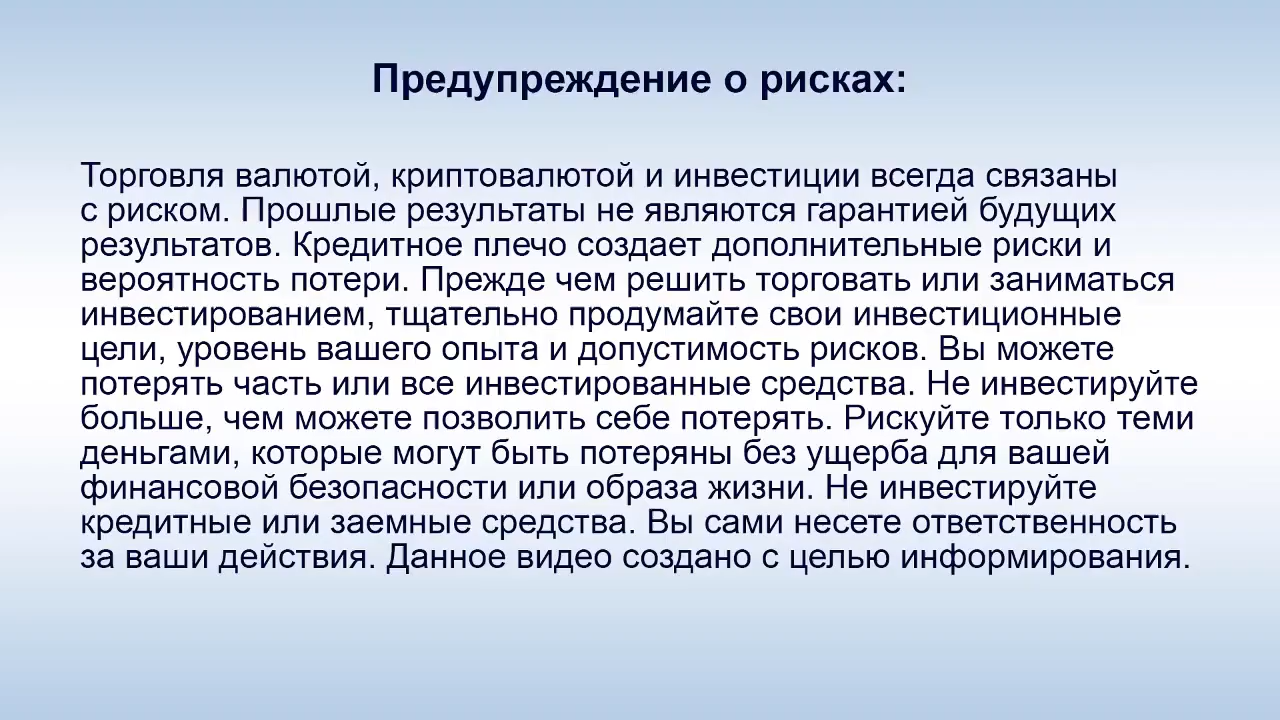 Предупреждение о рисках:
Торговля валютой, криптовалютой и инвестиции всегда связаны
с риском. Прошлые результаты не являются гарантией будущих
результатов. Кредитное плечо создает дополнительные риски и
вероятность потери. Прежде чем решить торговать или заниматься
инвестированием, тщательно продумайте свои инвестиционные
цели, уровень вашего опыта и допустимость рисков. Вы можете
потерять часть или все инвестированные средства. Не инвестируйте
больше, чем можете позволить себе потерять. Рискуйте только теми
деньгами, которые могут быть потеряны без ущерба для вашей
финансовой безопасности или образа жизни. Не инвестируйте
кредитные или заемные средства. Вы сами несете ответственность
за ваши действия. Данное видео создано с целью информирования.